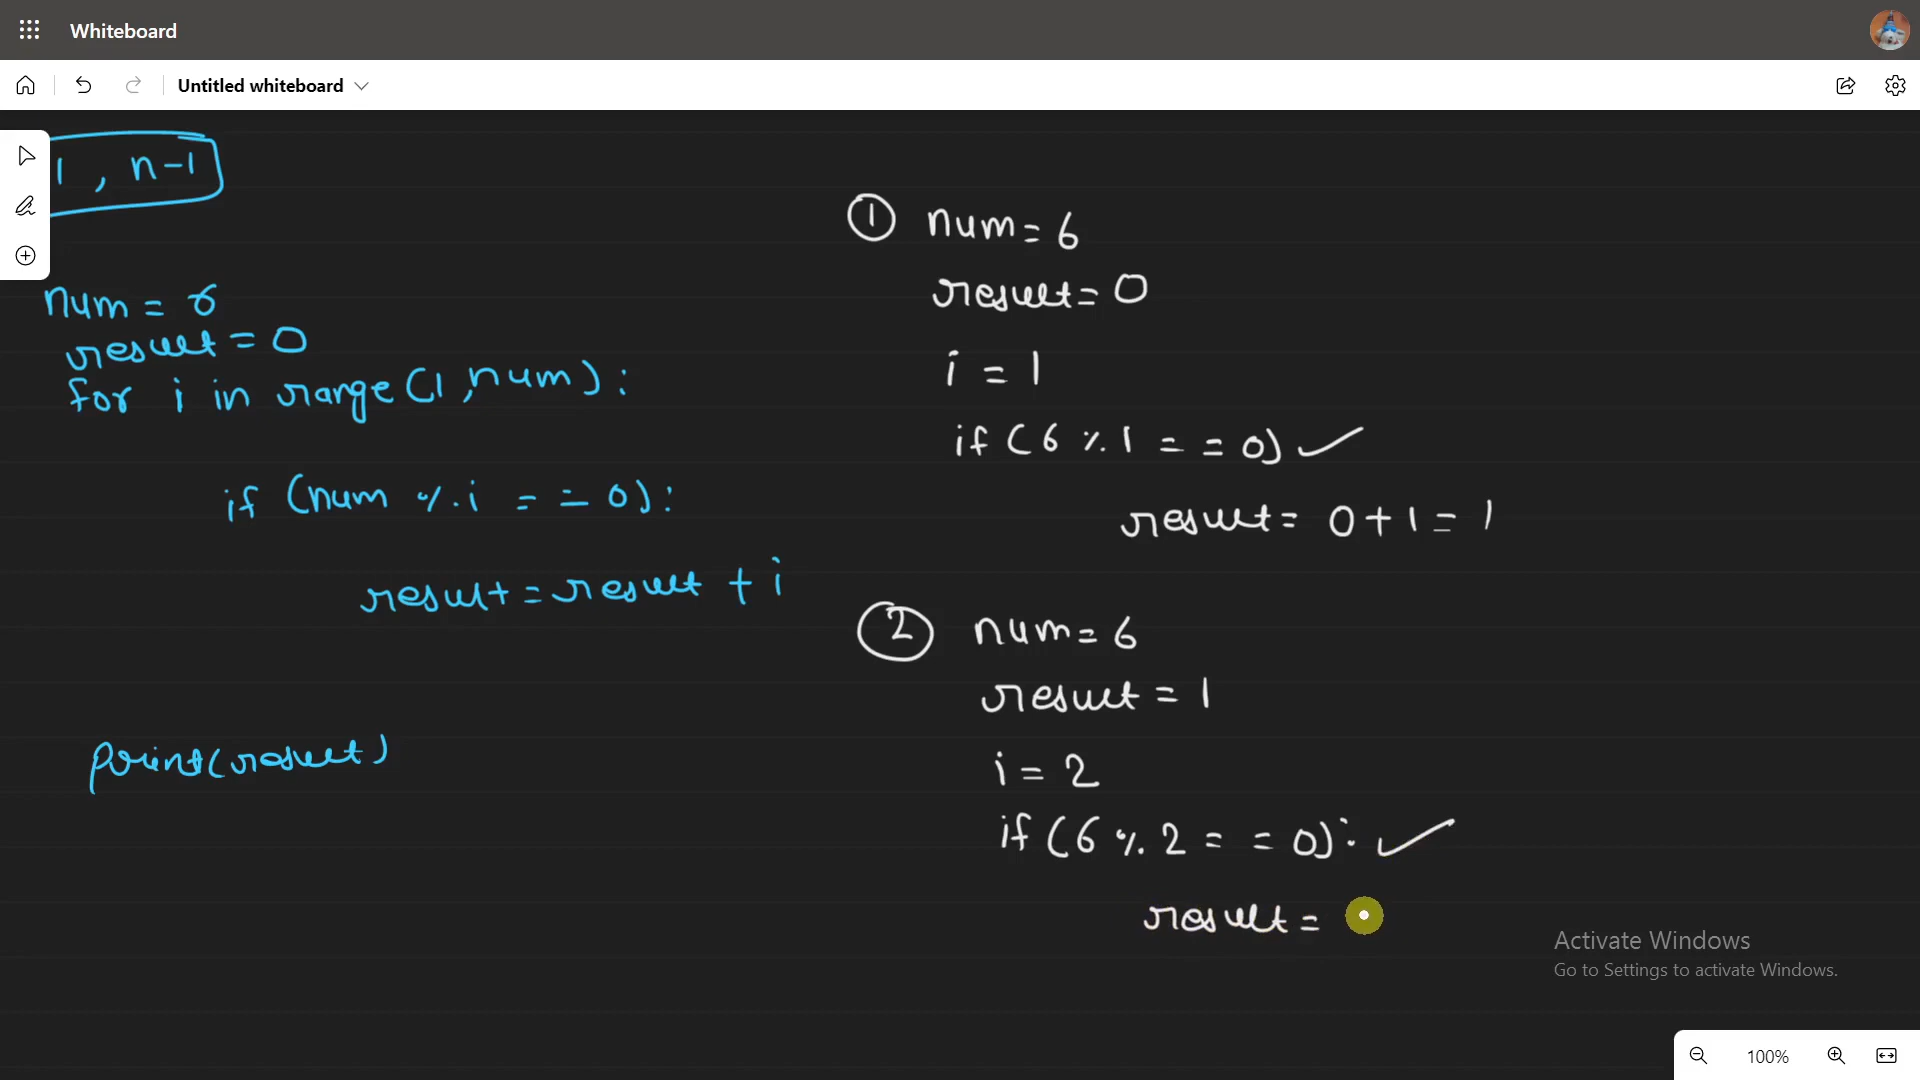 Whiteboard
Untitled whiteboard
1 , n-1
num = 6
result = 0
for i in range(1,num):
if (num % i == 0):
result = result + i
print(result)
① num = 6
result = 0
i = 1
if (6 % 1 == 0) ✓
result = 0+1 = 1
② num = 6
result = 1
i = 2
if (6 % 2 == 0): ✓
result =
Activate Windows
Go to Settings to activate Windows.
100%